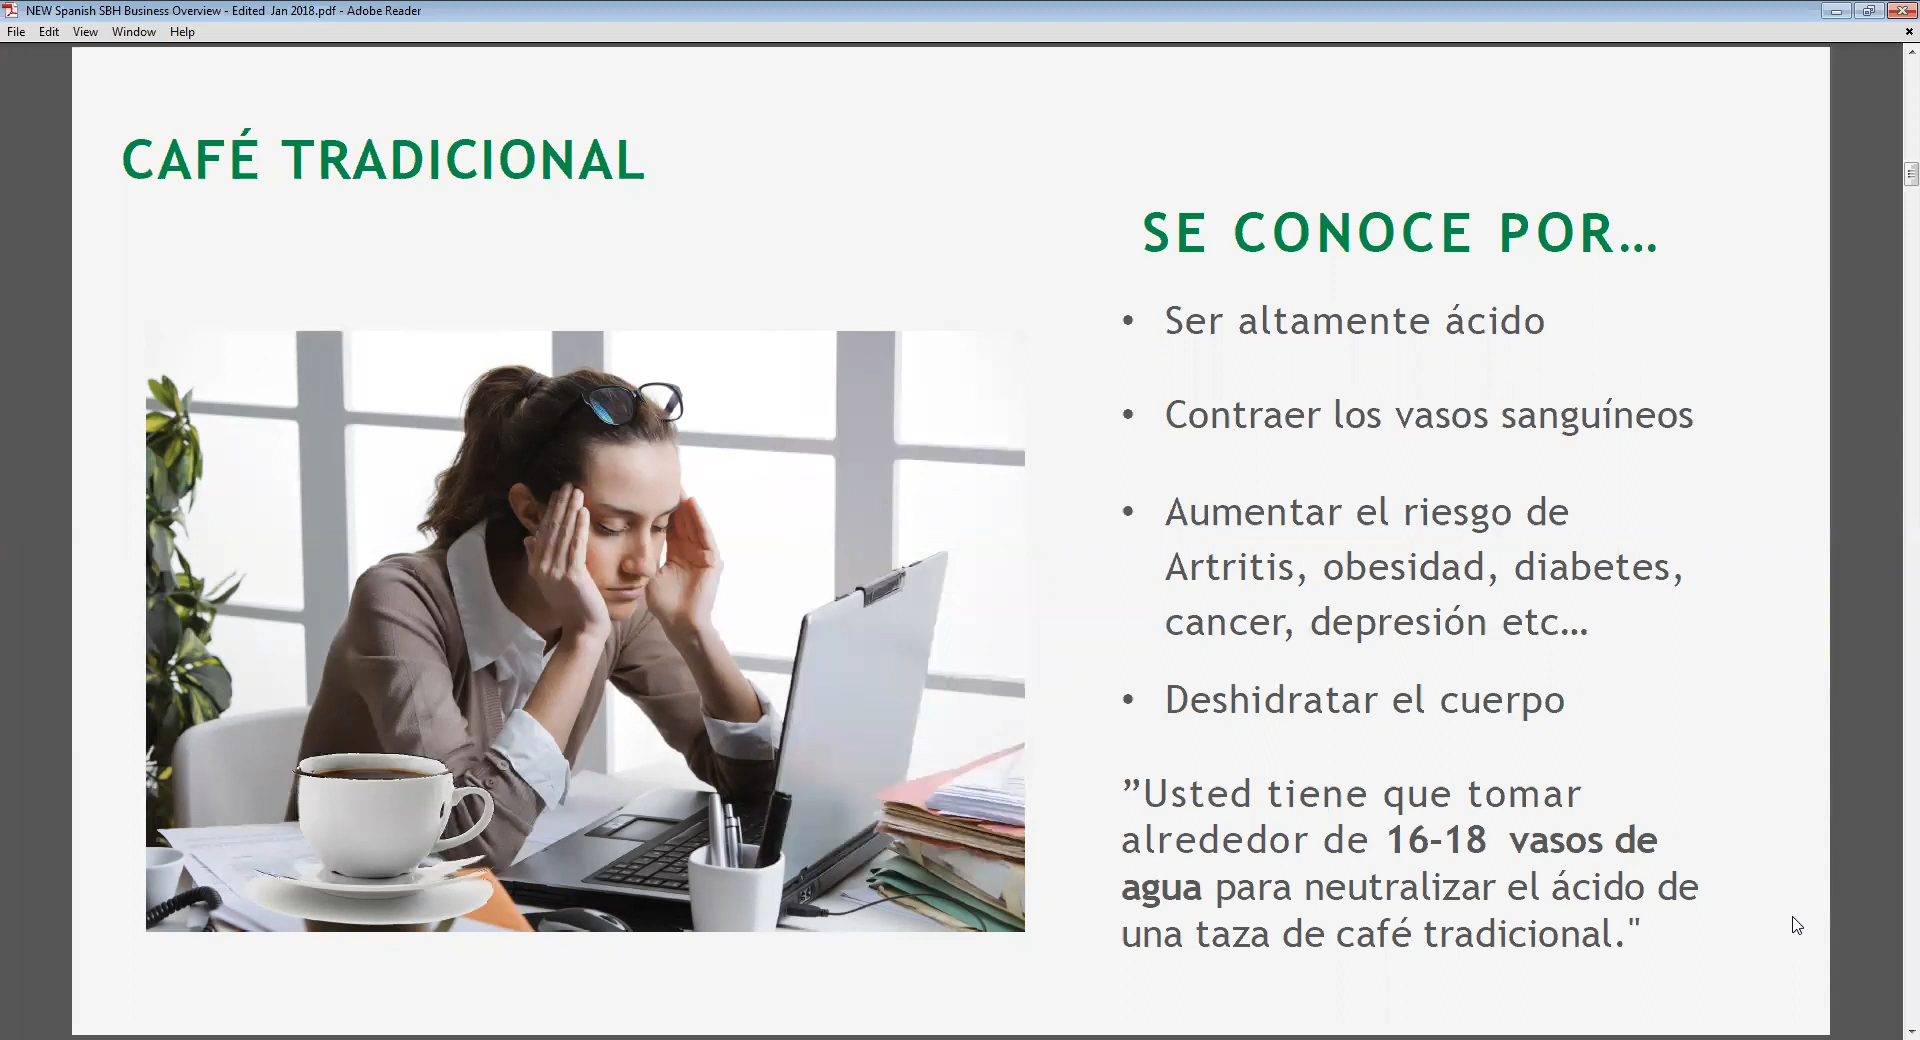 NEW Spanish SBH Business Overview - Edited  Jan 2018.pdf - Adobe Reader
File Edit View Window Help
CAFÉ TRADICIONAL
SE CONOCE POR…
• Ser altamente ácido
• Contraer los vasos sanguíneos
• Aumentar el riesgo de
Artritis, obesidad, diabetes,
cancer, depresión etc…
• Deshidratar el cuerpo
”Usted tiene que tomar
alrededor de 16-18  vasos de
agua para neutralizar el ácido de
una taza de café tradicional."